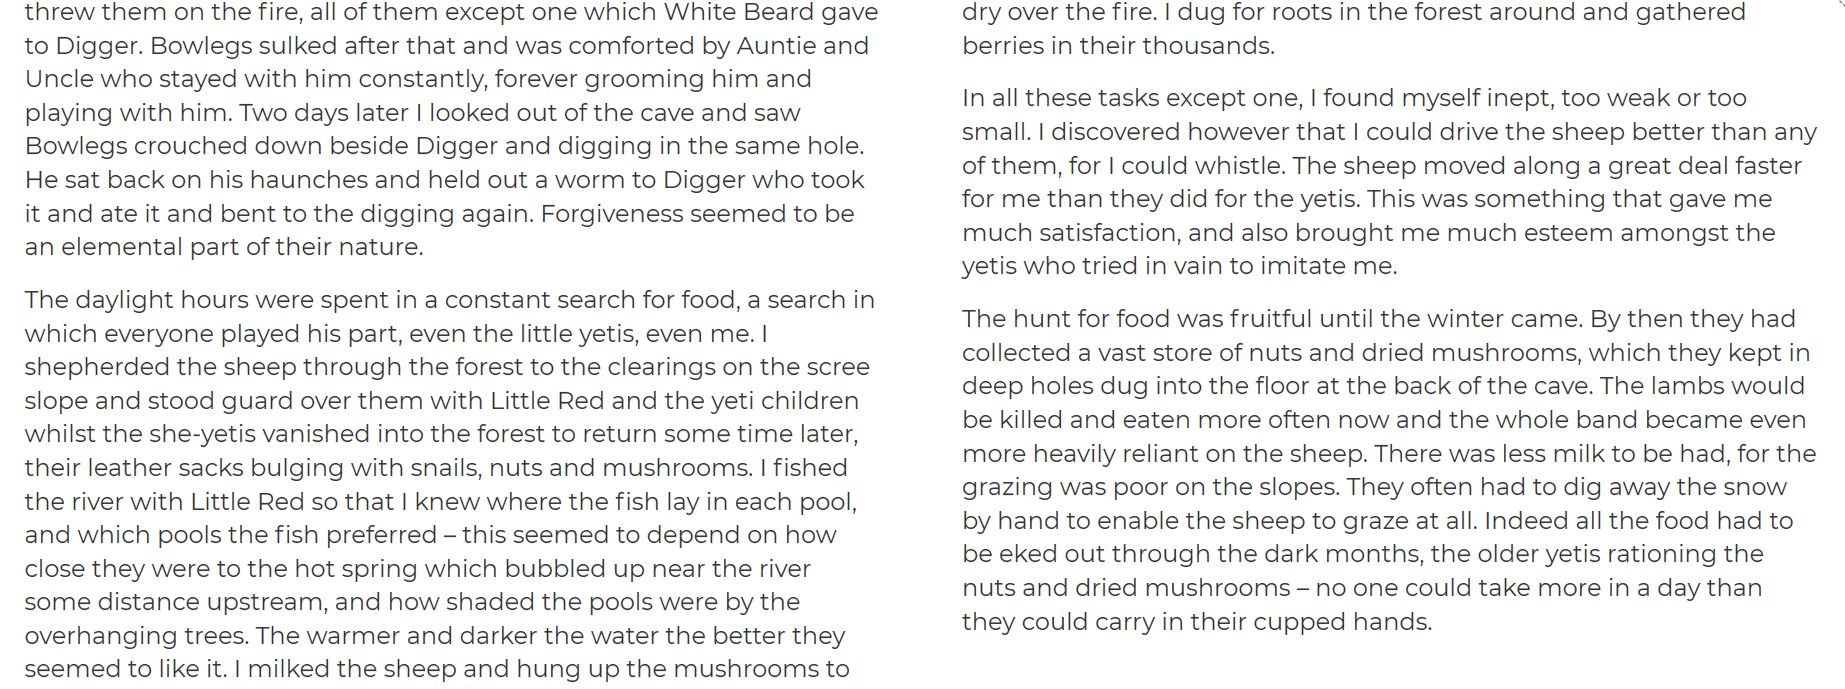 threw them on the fire, all of them except one which White Beard gave
to Digger. Bowlegs sulked after that and was comforted by Auntie and
Uncle who stayed with him constantly, forever grooming him and
playing with him. Two days later I looked out of the cave and saw
Bowlegs crouched down beside Digger and digging in the same hole.
He sat back on his haunches and held out a worm to Digger who took
it and ate it and bent to the digging again. Forgiveness seemed to be
an elemental part of their nature.
The daylight hours were spent in a constant search for food, a search in
which everyone played his part, even the little yetis, even me. I
shepherded the sheep through the forest to the clearings on the scree
slope and stood guard over them with Little Red and the yeti children
whilst the she-yetis vanished into the forest to return some time later,
their leather sacks bulging with snails, nuts and mushrooms. I fished
the river with Little Red so that I knew where the fish lay in each pool,
and which pools the fish preferred – this seemed to depend on how
close they were to the hot spring which bubbled up near the river
some distance upstream, and how shaded the pools were by the
overhanging trees. The warmer and darker the water the better they
seemed to like it. I milked the sheep and hung up the mushrooms to
dry over the fire. I dug for roots in the forest around and gathered
berries in their thousands.
In all these tasks except one, I found myself inept, too weak or too
small. I discovered however that I could drive the sheep better than any
of them, for I could whistle. The sheep moved along a great deal faster
for me than they did for the yetis. This was something that gave me
much satisfaction, and also brought me much esteem amongst the
yetis who tried in vain to imitate me.
The hunt for food was fruitful until the winter came. By then they had
collected a vast store of nuts and dried mushrooms, which they kept in
deep holes dug into the floor at the back of the cave. The lambs would
be killed and eaten more often now and the whole band became even
more heavily reliant on the sheep. There was less milk to be had, for the
grazing was poor on the slopes. They often had to dig away the snow
by hand to enable the sheep to graze at all. Indeed all the food had to
be eked out through the dark months, the older yetis rationing the
nuts and dried mushrooms – no one could take more in a day than
they could carry in their cupped hands.